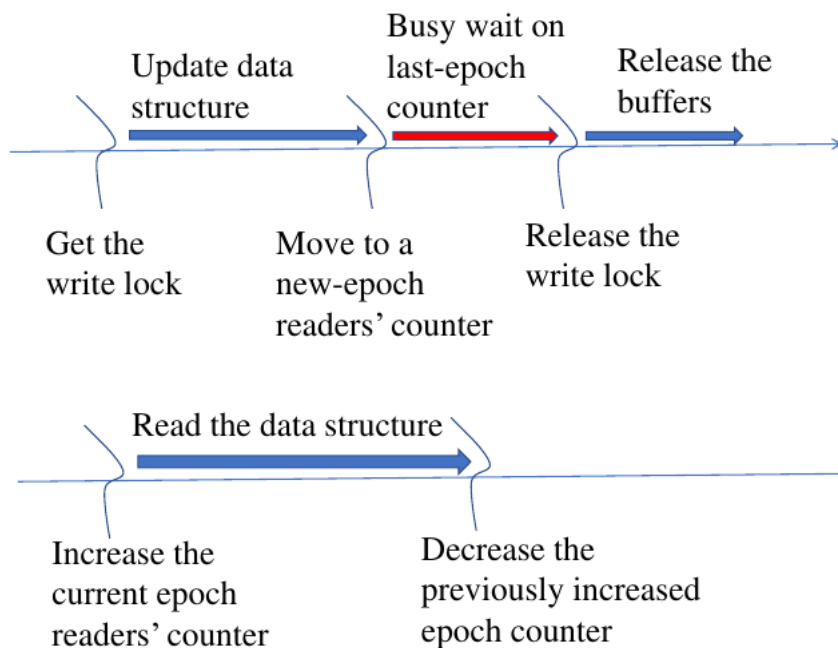 Update data
structure
Busy wait on
last-epoch
counter
Release the
buffers
Get the
write lock
Move to a
new-epoch
readers’ counter
Release the
write lock
Read the data structure
Increase the
current epoch
readers’ counter
Decrease the
previously increased
epoch counter